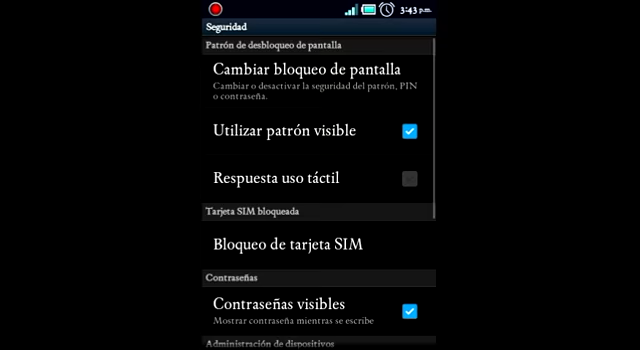 3:43 p.m.
Seguridad
Patrón de desbloqueo de pantalla
Cambiar bloqueo de pantalla
Cambiar o desactivar la seguridad del patrón, PIN
o contraseña.
Utilizar patrón visible
Respuesta uso táctil
Tarjeta SIM bloqueada
Bloqueo de tarjeta SIM
Contraseñas
Contraseñas visibles
Mostrar contraseña mientras se escribe
Administración de dispositivos